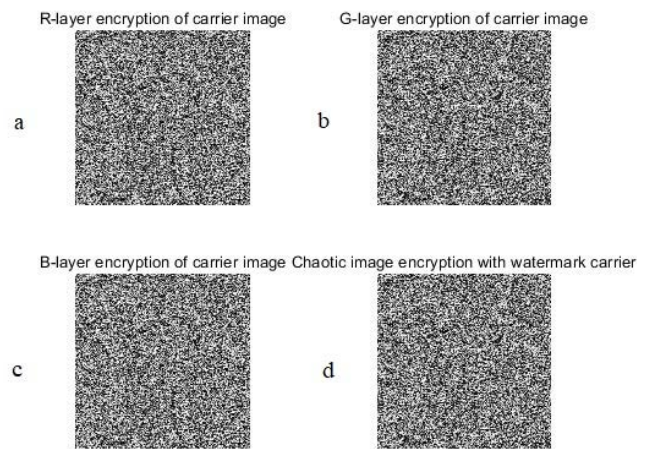 R-layer encryption of carrier image
G-layer encryption of carrier image
a
b
B-layer encryption of carrier image
Chaotic image encryption with watermark carrier
c
d